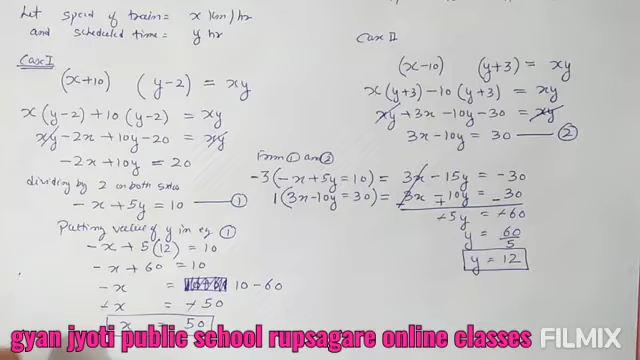 Let speed of train = x km/hr
and scheduled time = y hr
Case I
(x+10) (y-2) = xy
x(y-2)+10(y-2) = xy
xy-2x+10y-20 = xy
-2x+10y = 20
dividing by 2 on both sides
-x+5y = 10 —— ①
Putting value of y in eq ①
-x+5(12) = 10
-x+60 = 10
-x = 10-60
-x = -50
x = 50
Case II
(x-10) (y+3) = xy
x(y+3)-10(y+3) = xy
xy+3x-10y-30 = xy
3x-10y = 30 —— ②
From ① and ②
-3(-x+5y=10) = 3x-15y = -30
1(3x-10y=30) = 3x-10y = 30
+5y = +60
y = 60/5
y = 12
gyan jyoti public school rupsagare online classes
FILMIX